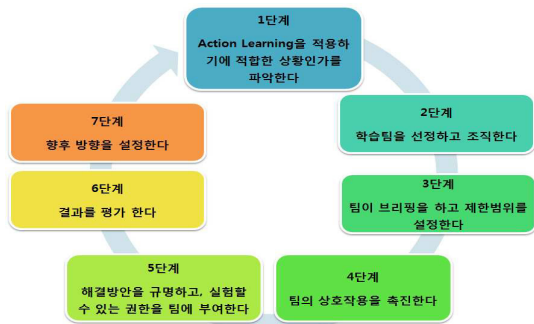 1단계
Action Learning을 적용하
기에 적합한 상황인가를
파악한다
2단계
학습팀을 선정하고 조직한다
3단계
팀이 브리핑을 하고 제한범위를
설정한다
4단계
팀의 상호작용을 촉진한다
5단계
해결방안을 규명하고, 실험할
수 있는 권한을 팀에 부여한다
6단계
결과를 평가 한다
7단계
향후 방향을 설정한다